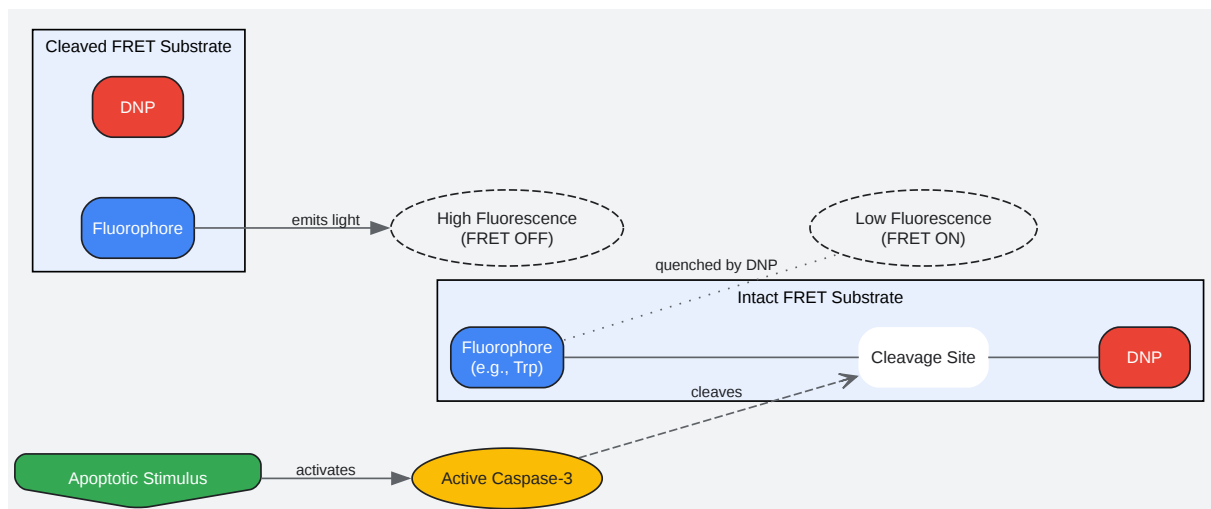 Cleaved FRET Substrate
DNP
Fluorophore
emits light
High Fluorescence
(FRET OFF)
Low Fluorescence
(FRET ON)
quenched by DNP
Intact FRET Substrate
Fluorophore
(e.g., Trp)
Cleavage Site
DNP
cleaves
Apoptotic Stimulus
activates
Active Caspase-3